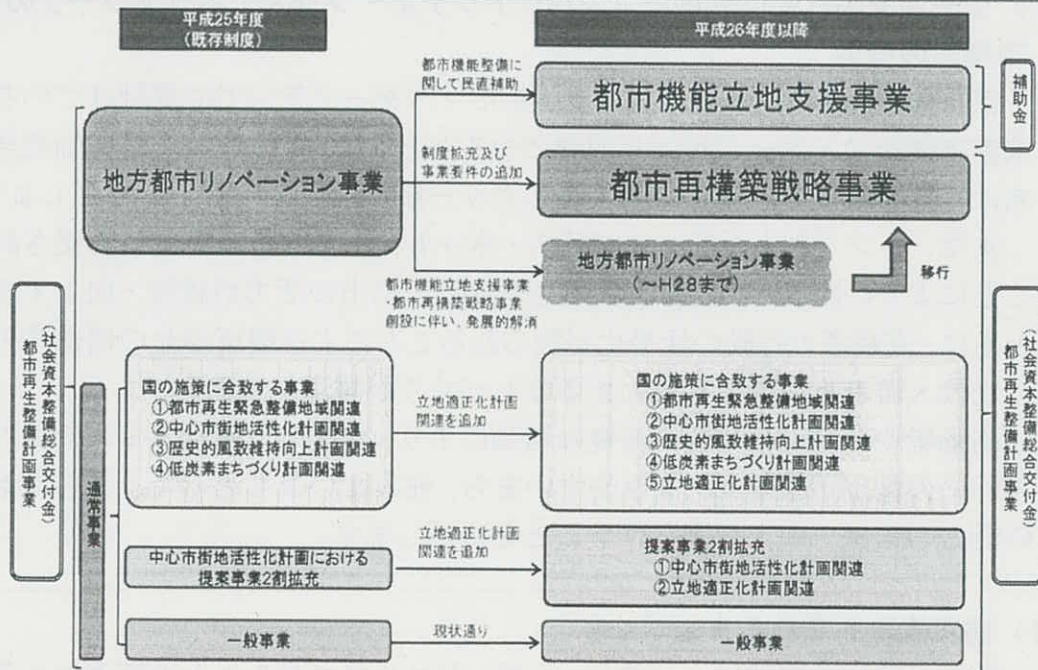 平成25年度
(既存制度)
平成26年度以降
都市機能整備に
関して民直補助
都市機能立地支援事業
補助金
地方都市リノベーション事業
制度拡充及び
事業要件の追加
都市再構築戦略事業
地方都市リノベーション事業
(~H28まで)
移行
都市機能立地支援事業
・都市再構築戦略事業
創設に伴い、発展的解消
都市再生整備計画事業
(社会資本整備総合交付金)
通常事業
国の施策に合致する事業
①都市再生緊急整備地域関連
②中心市街地活性化計画関連
③歴史的風致維持向上計画関連
④低炭素まちづくり計画関連
立地適正化計画
関連を追加
国の施策に合致する事業
①都市再生緊急整備地域関連
②中心市街地活性化計画関連
③歴史的風致維持向上計画関連
④低炭素まちづくり計画関連
⑤立地適正化計画関連
中心市街地活性化計画における
提案事業2割拡充
立地適正化計画
関連を追加
提案事業2割拡充
①中心市街地活性化計画関連
②立地適正化計画関連
一般事業
現状通り
一般事業
都市再生整備計画事業
(社会資本整備総合交付金)